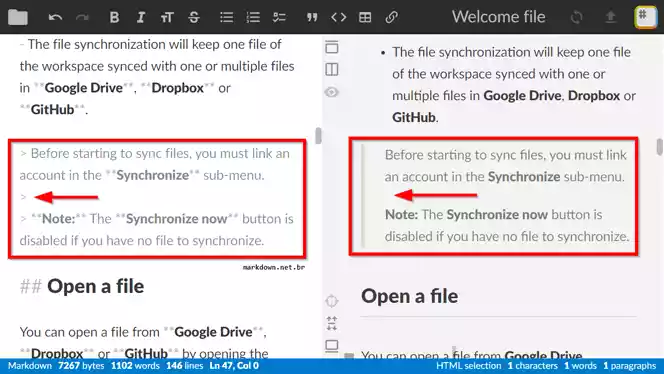 Welcome file
- The file synchronization will keep one file of
the workspace synced with one or multiple files
in **Google Drive**, **Dropbox** or
**GitHub**.
> Before starting to sync files, you must link an
account in the **Synchronize** sub-menu.
>
> **Note:** The **Synchronize now** button is
disabled if you have no file to synchronize.
markdown.net.br
## Open a file
You can open a file from **Google Drive**,
**Dropbox** or **GitHub** by opening the
• The file synchronization will keep one file
of the workspace synced with one or
multiple files in Google Drive, Dropbox or
GitHub.
Before starting to sync files, you must link
an account in the Synchronize sub-menu.
Note: The Synchronize now button is
disabled if you have no file to synchronize.
Open a file
You can open a file from Google Drive,
Markdown 7267 bytes 1102 words 146 lines Ln 47, Col 0
HTML selection 1 characters 1 words 1 paragraphs